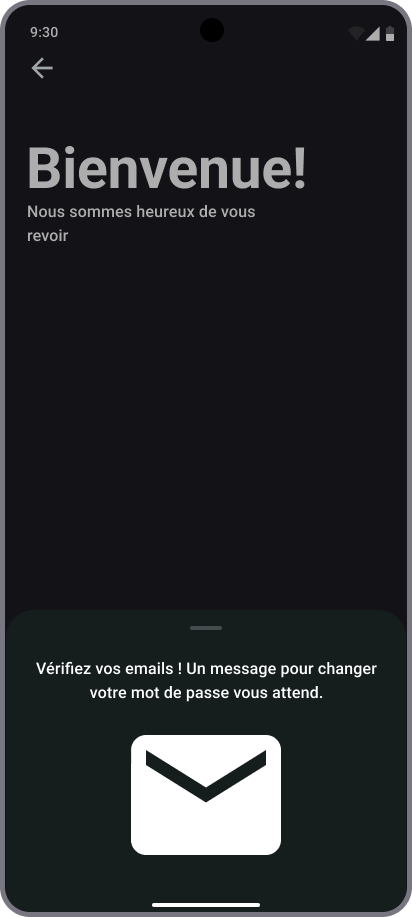 9:30
Bienvenue!
Nous sommes heureux de vous
revoir
Vérifiez vos emails ! Un message pour changer
votre mot de passe vous attend.